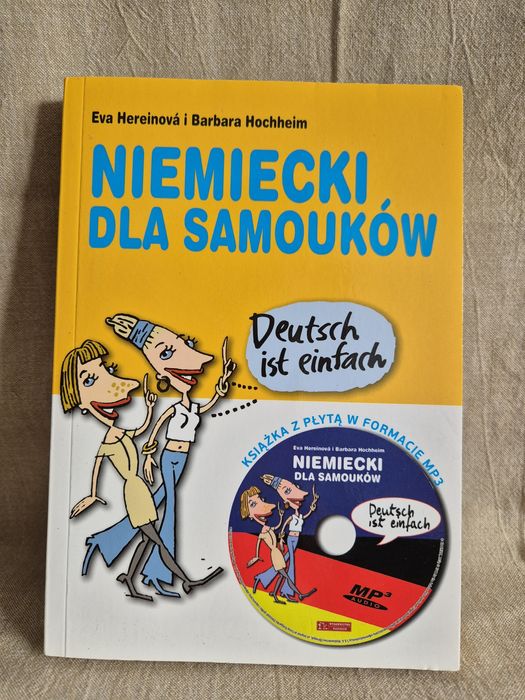 Eva Hereinová i Barbara Hochheim
NIEMIECKI
DLA SAMOUKÓW
Deutsch
ist einfach
KSIĄŻKA Z PŁYTĄ W FORMACIE MP3
Eva Hereinová i Barbara Hochheim
NIEMIECKI
DLA SAMOUKÓW
Deutsch
ist einfach
MP3
AUDIO